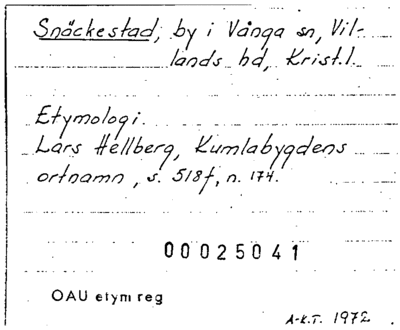 Snäckestad, by i Vånga sn, Vil-
lands hd, Krist.l.
Etymologi.
Lars Hellberg, Kumlabygdens
ortnamn, s. 518f, n. 174.
00025041
OAU etym reg
A-K.T. 1972.